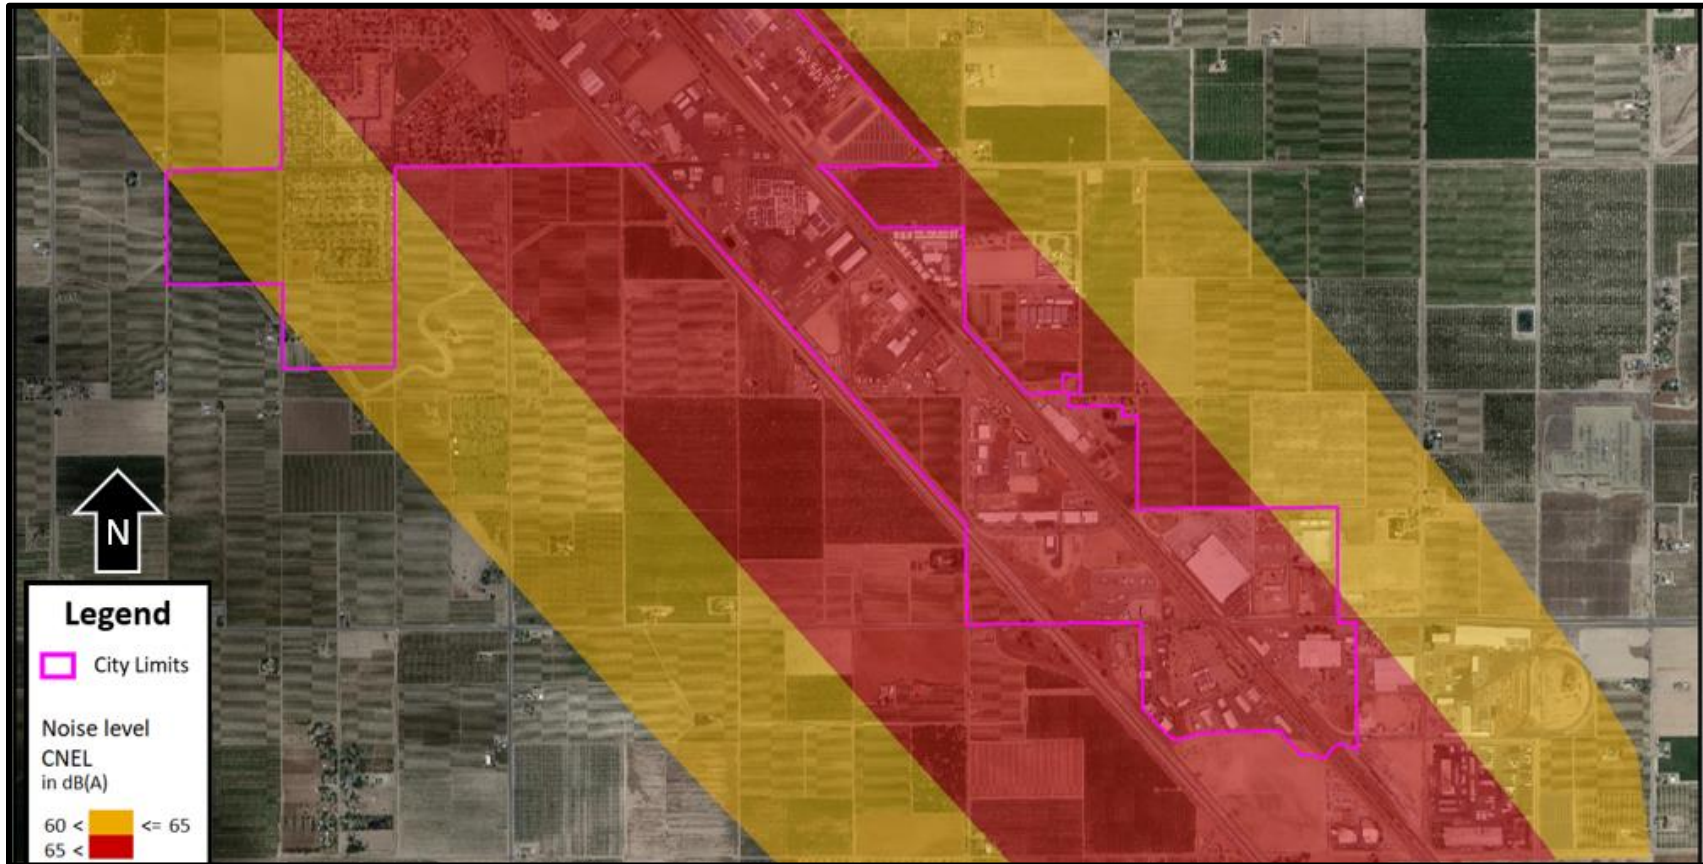 N
Legend
City Limits
Noise level
CNEL
in dB(A)
60 < <= 65
65 <